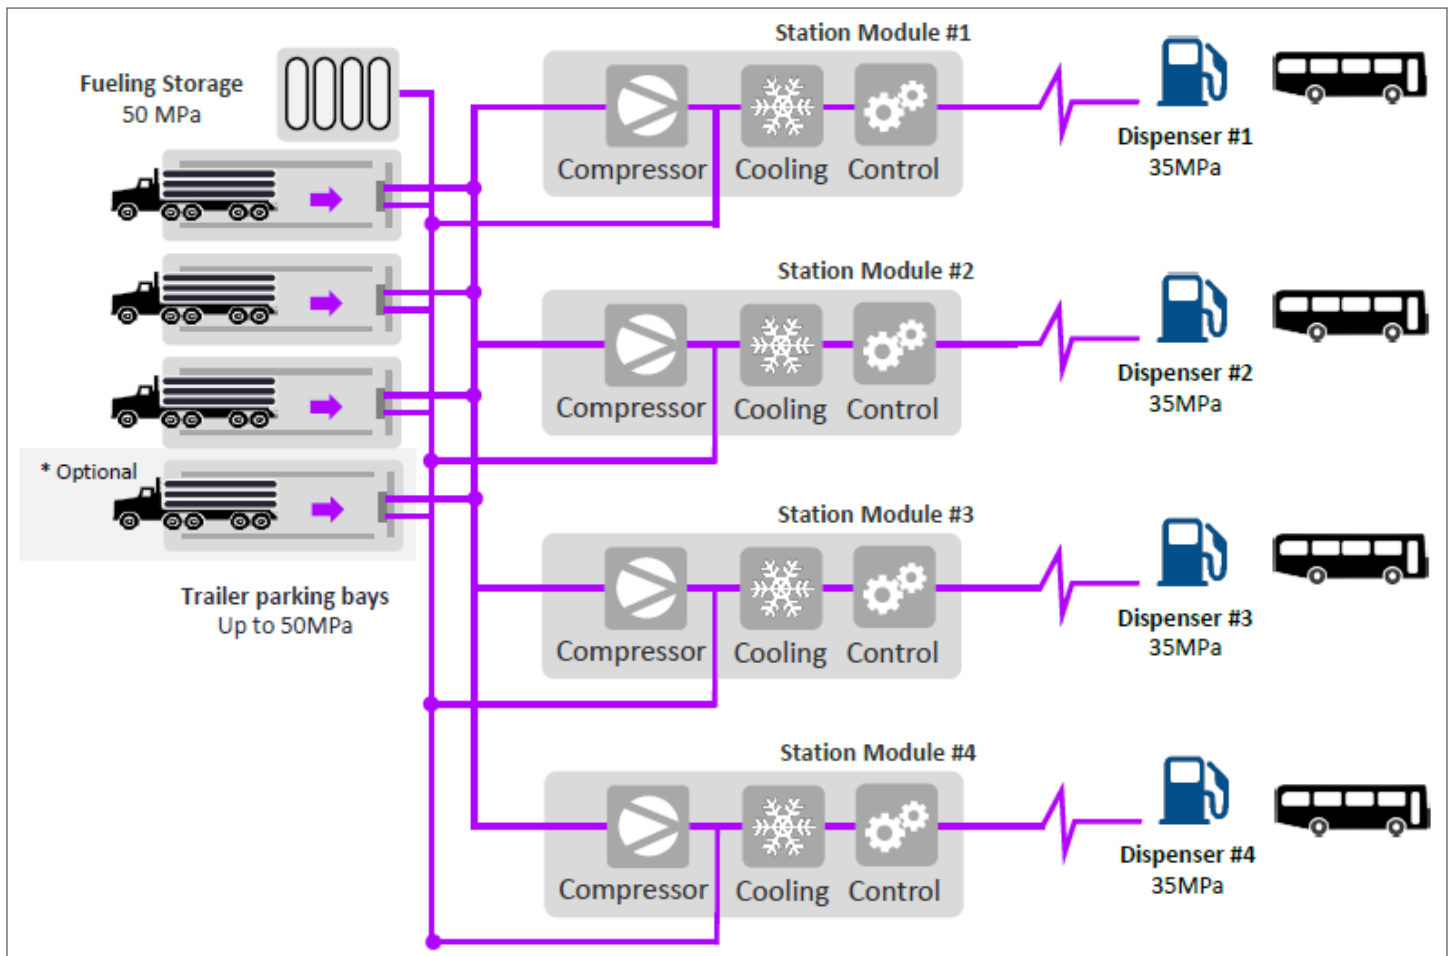 Station Module #1
Fueling Storage
50 MPa
Compressor
Cooling
Control
Dispenser #1
35MPa
Station Module #2
Compressor
Cooling
Control
Dispenser #2
35MPa
* Optional
Trailer parking bays
Up to 50MPa
Station Module #3
Compressor
Cooling
Control
Dispenser #3
35MPa
Station Module #4
Compressor
Cooling
Control
Dispenser #4
35MPa